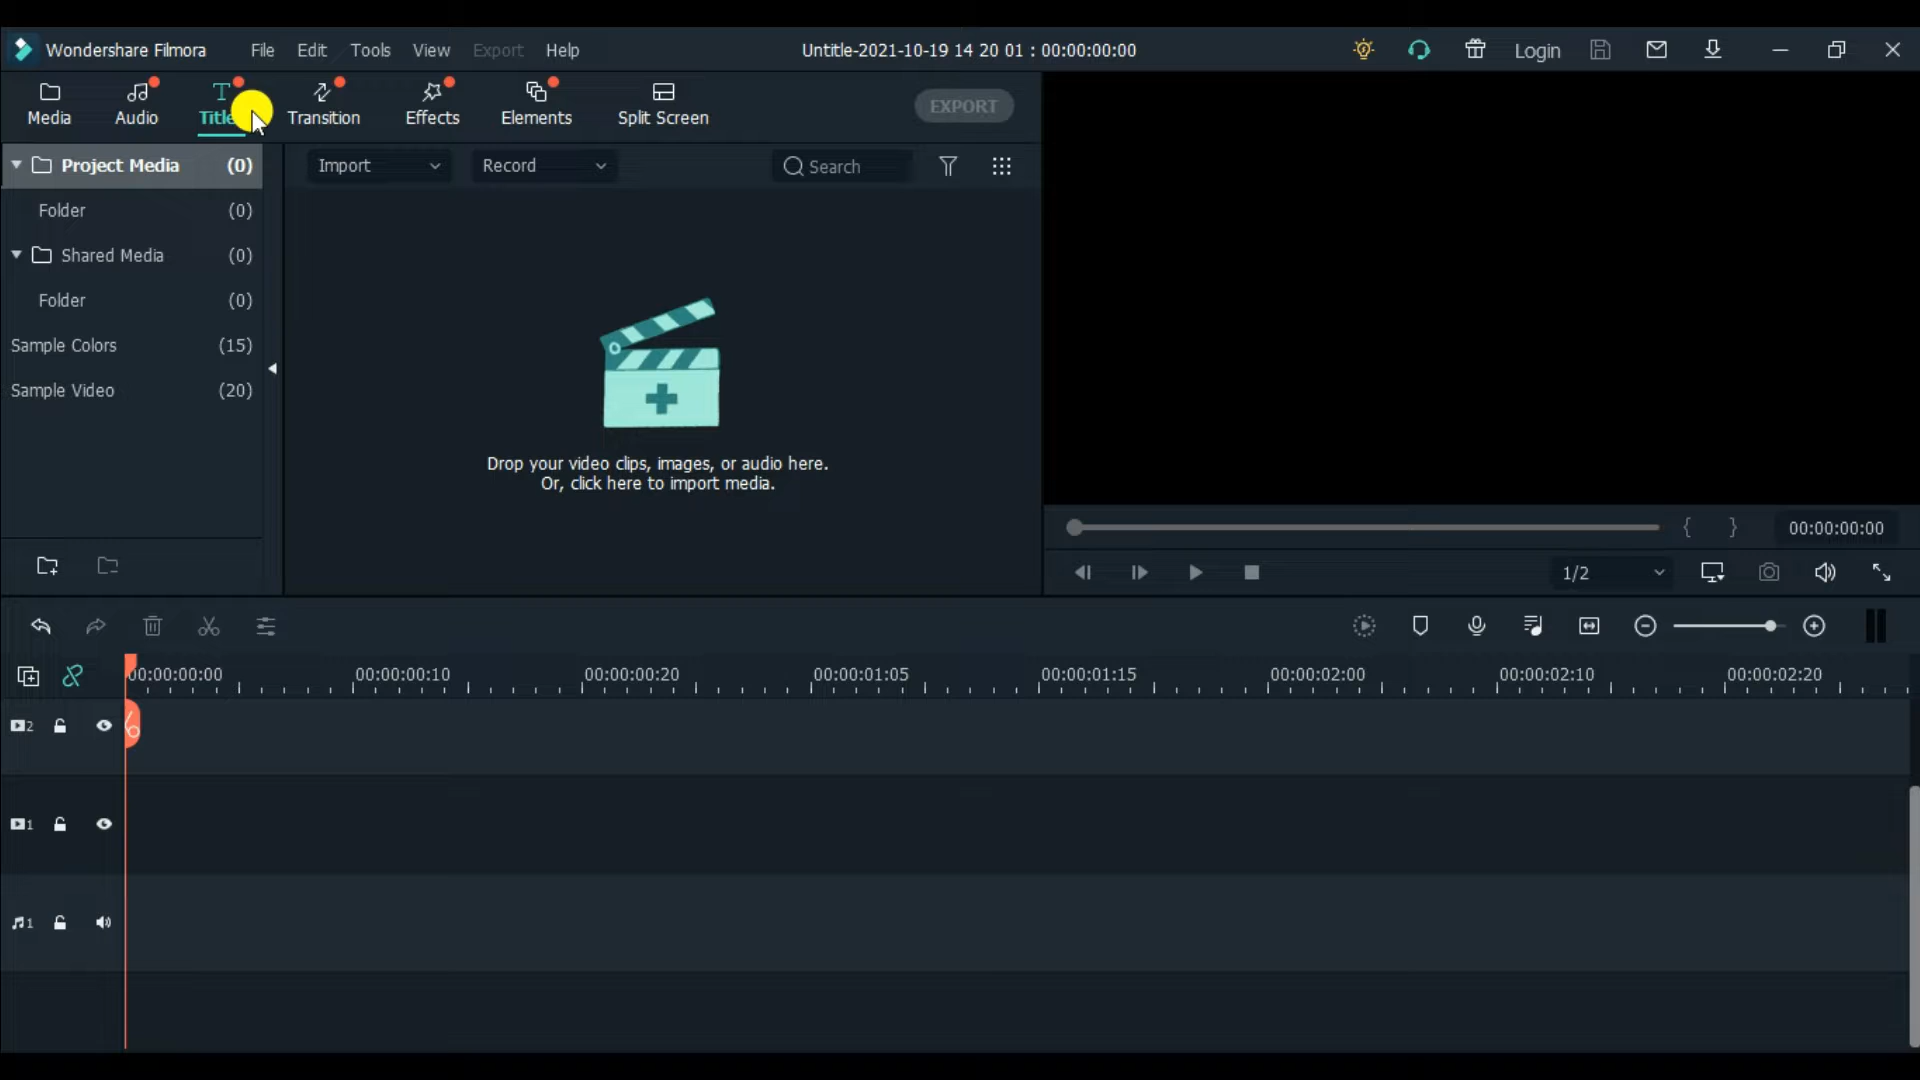 Wondershare Filmora File Edit Tools View Export Help Untitle-2021-10-19 14 20 01 : 00:00:00:00 Login
Media Audio Title Transition Effects Elements Split Screen EXPORT
Project Media (0)
Import Record Search
Folder (0)
Shared Media (0)
Folder (0)
Sample Colors (15)
Sample Video (20)
Drop your video clips, images, or audio here.
Or, click here to import media.
{ } 00:00:00:00
1/2
00:00:00:00 00:00:00:10 00:00:00:20 00:00:01:05 00:00:01:15 00:00:02:00 00:00:02:10 00:00:02:20
2
1
1